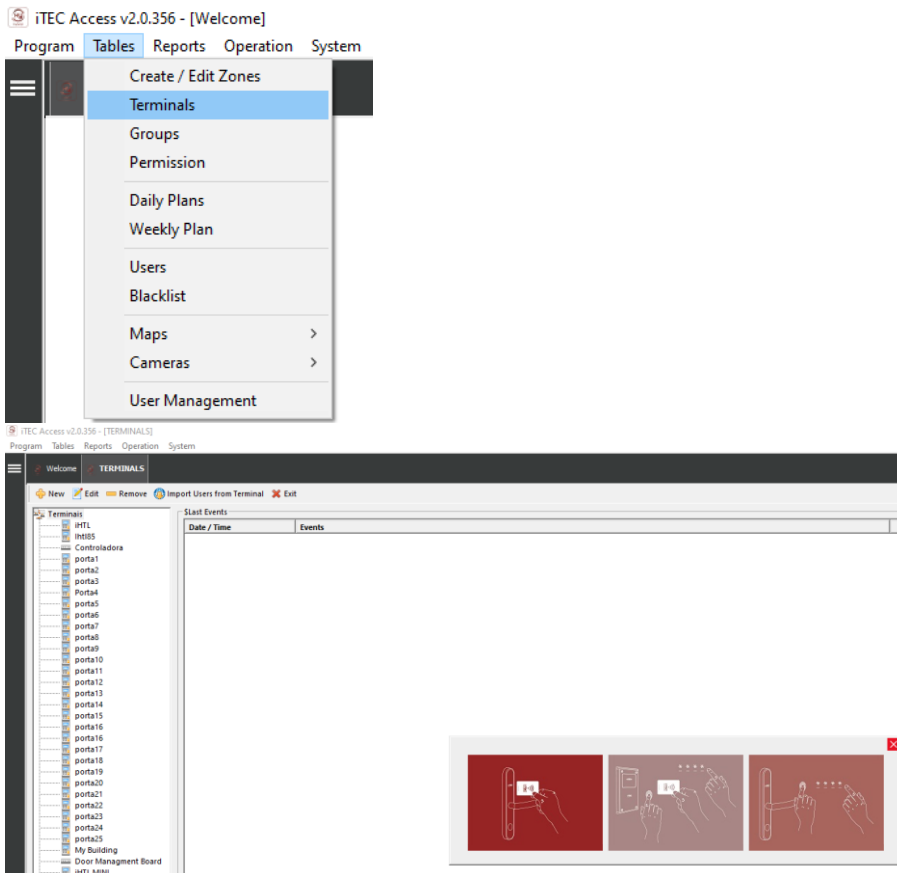 iTEC Access v2.0.356 - [Welcome]
Program Tables Reports Operation System
Create / Edit Zones
Terminals
Groups
Permission
Daily Plans
Weekly Plan
Users
Blacklist
Maps
Cameras
User Management
iTEC Access v2.0.356 - [TERMINALS]
Program Tables Reports Operation System
Welcome TERMINALS
New Edit Remove Import Users from Terminal Exit
Terminais
iHTL
Ihtl85
Controladora
porta1
porta2
porta3
Porta4
porta5
porta6
porta7
porta8
porta9
porta10
porta11
porta12
porta13
porta14
porta15
porta16
porta16
porta17
porta18
porta19
porta20
porta21
porta22
porta23
porta24
porta25
My Building
Door Managment Board
iHTL MINI
$Last Events
Date / Time Events